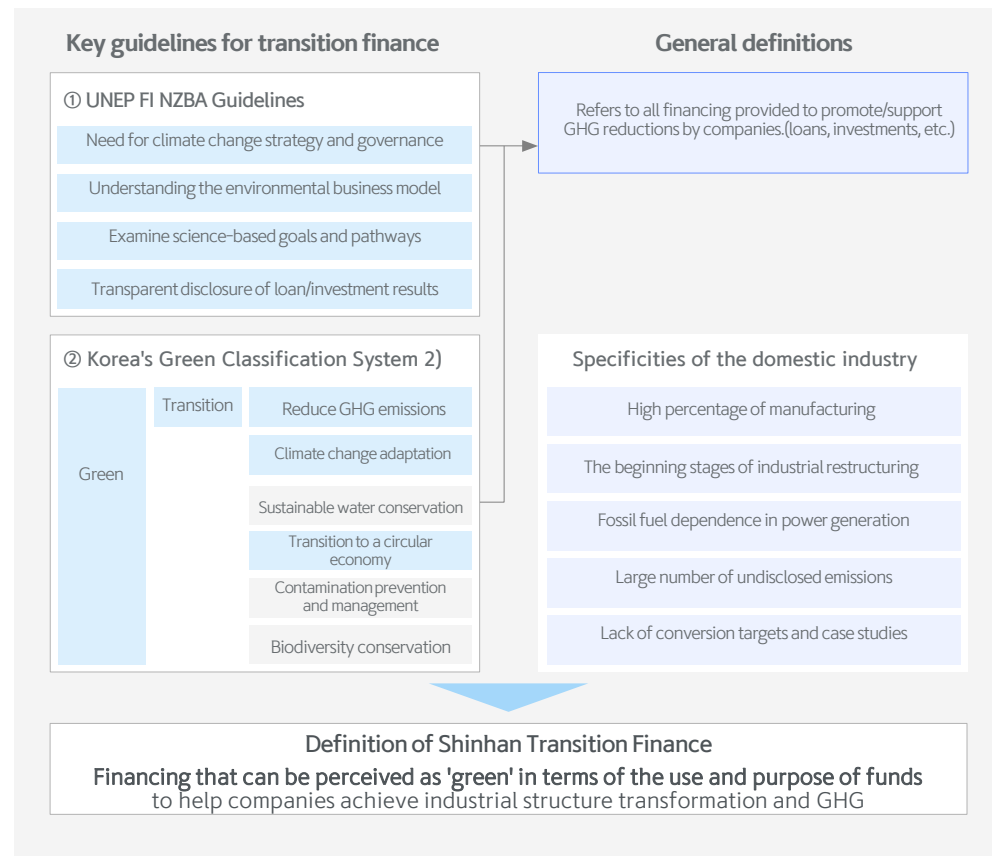 Key guidelines for transition finance
General definitions
① UNEP FI NZBA Guidelines
Need for climate change strategy and governance
Understanding the environmental business model
Examine science-based goals and pathways
Transparent disclosure of loan/investment results
Refers to all financing provided to promote/support
GHG reductions by companies.(loans, investments, etc.)
② Korea's Green Classification System 2)
Green
Transition
Reduce GHG emissions
Climate change adaptation
Sustainable water conservation
Transition to a circular
economy
Contamination prevention
and management
Biodiversity conservation
Specificities of the domestic industry
High percentage of manufacturing
The beginning stages of industrial restructuring
Fossil fuel dependence in power generation
Large number of undisclosed emissions
Lack of conversion targets and case studies
Definition of Shinhan Transition Finance
Financing that can be perceived as 'green' in terms of the use and purpose of funds
to help companies achieve industrial structure transformation and GHG